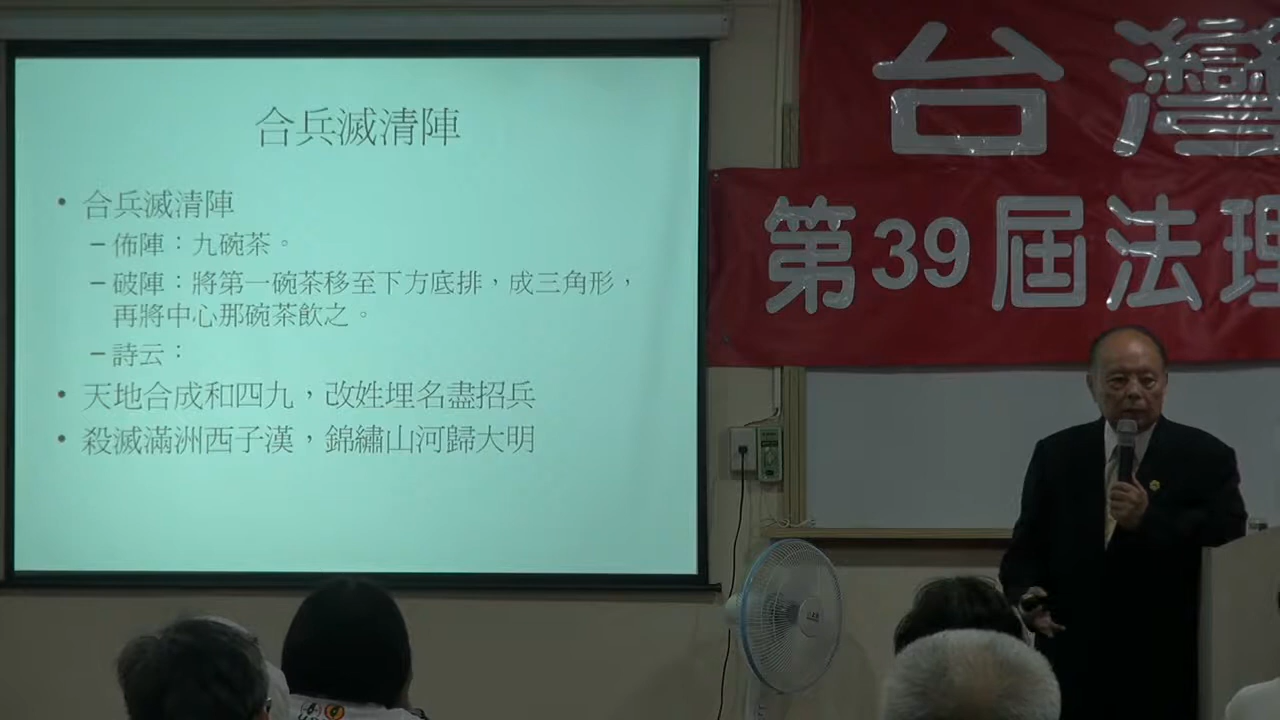 合兵滅清陣
• 合兵滅清陣
– 佈陣：九碗茶。
– 破陣：將第一碗茶移至下方底排，成三角形，
再將中心那碗茶飲之。
– 詩云：
• 天地合成和四九，改姓埋名盡招兵
• 殺滅滿洲西子漢，錦繡山河歸大明
台灣
第39屆法理